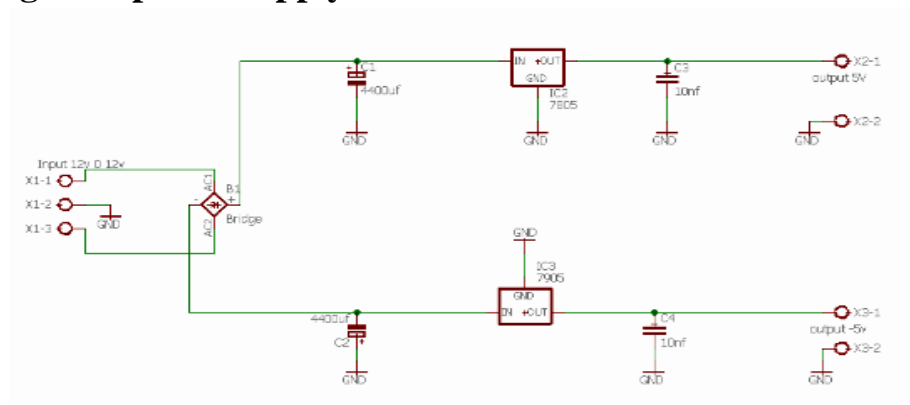 C1
4400uf
GND
IN +OUT
GND
IC2
7805
GND
C3
10nf
GND
X2-1
output 5V
X2-2
GND
Input 12v 0 12v
X1-1
X1-2
X1-3
GND
AC1
AC2
B1
- +
Bridge
GND
IC3
7905
GND
IN +OUT
4400uf
C2
+
GND
C4
10nf
GND
X3-1
output -5v
X3-2
GND